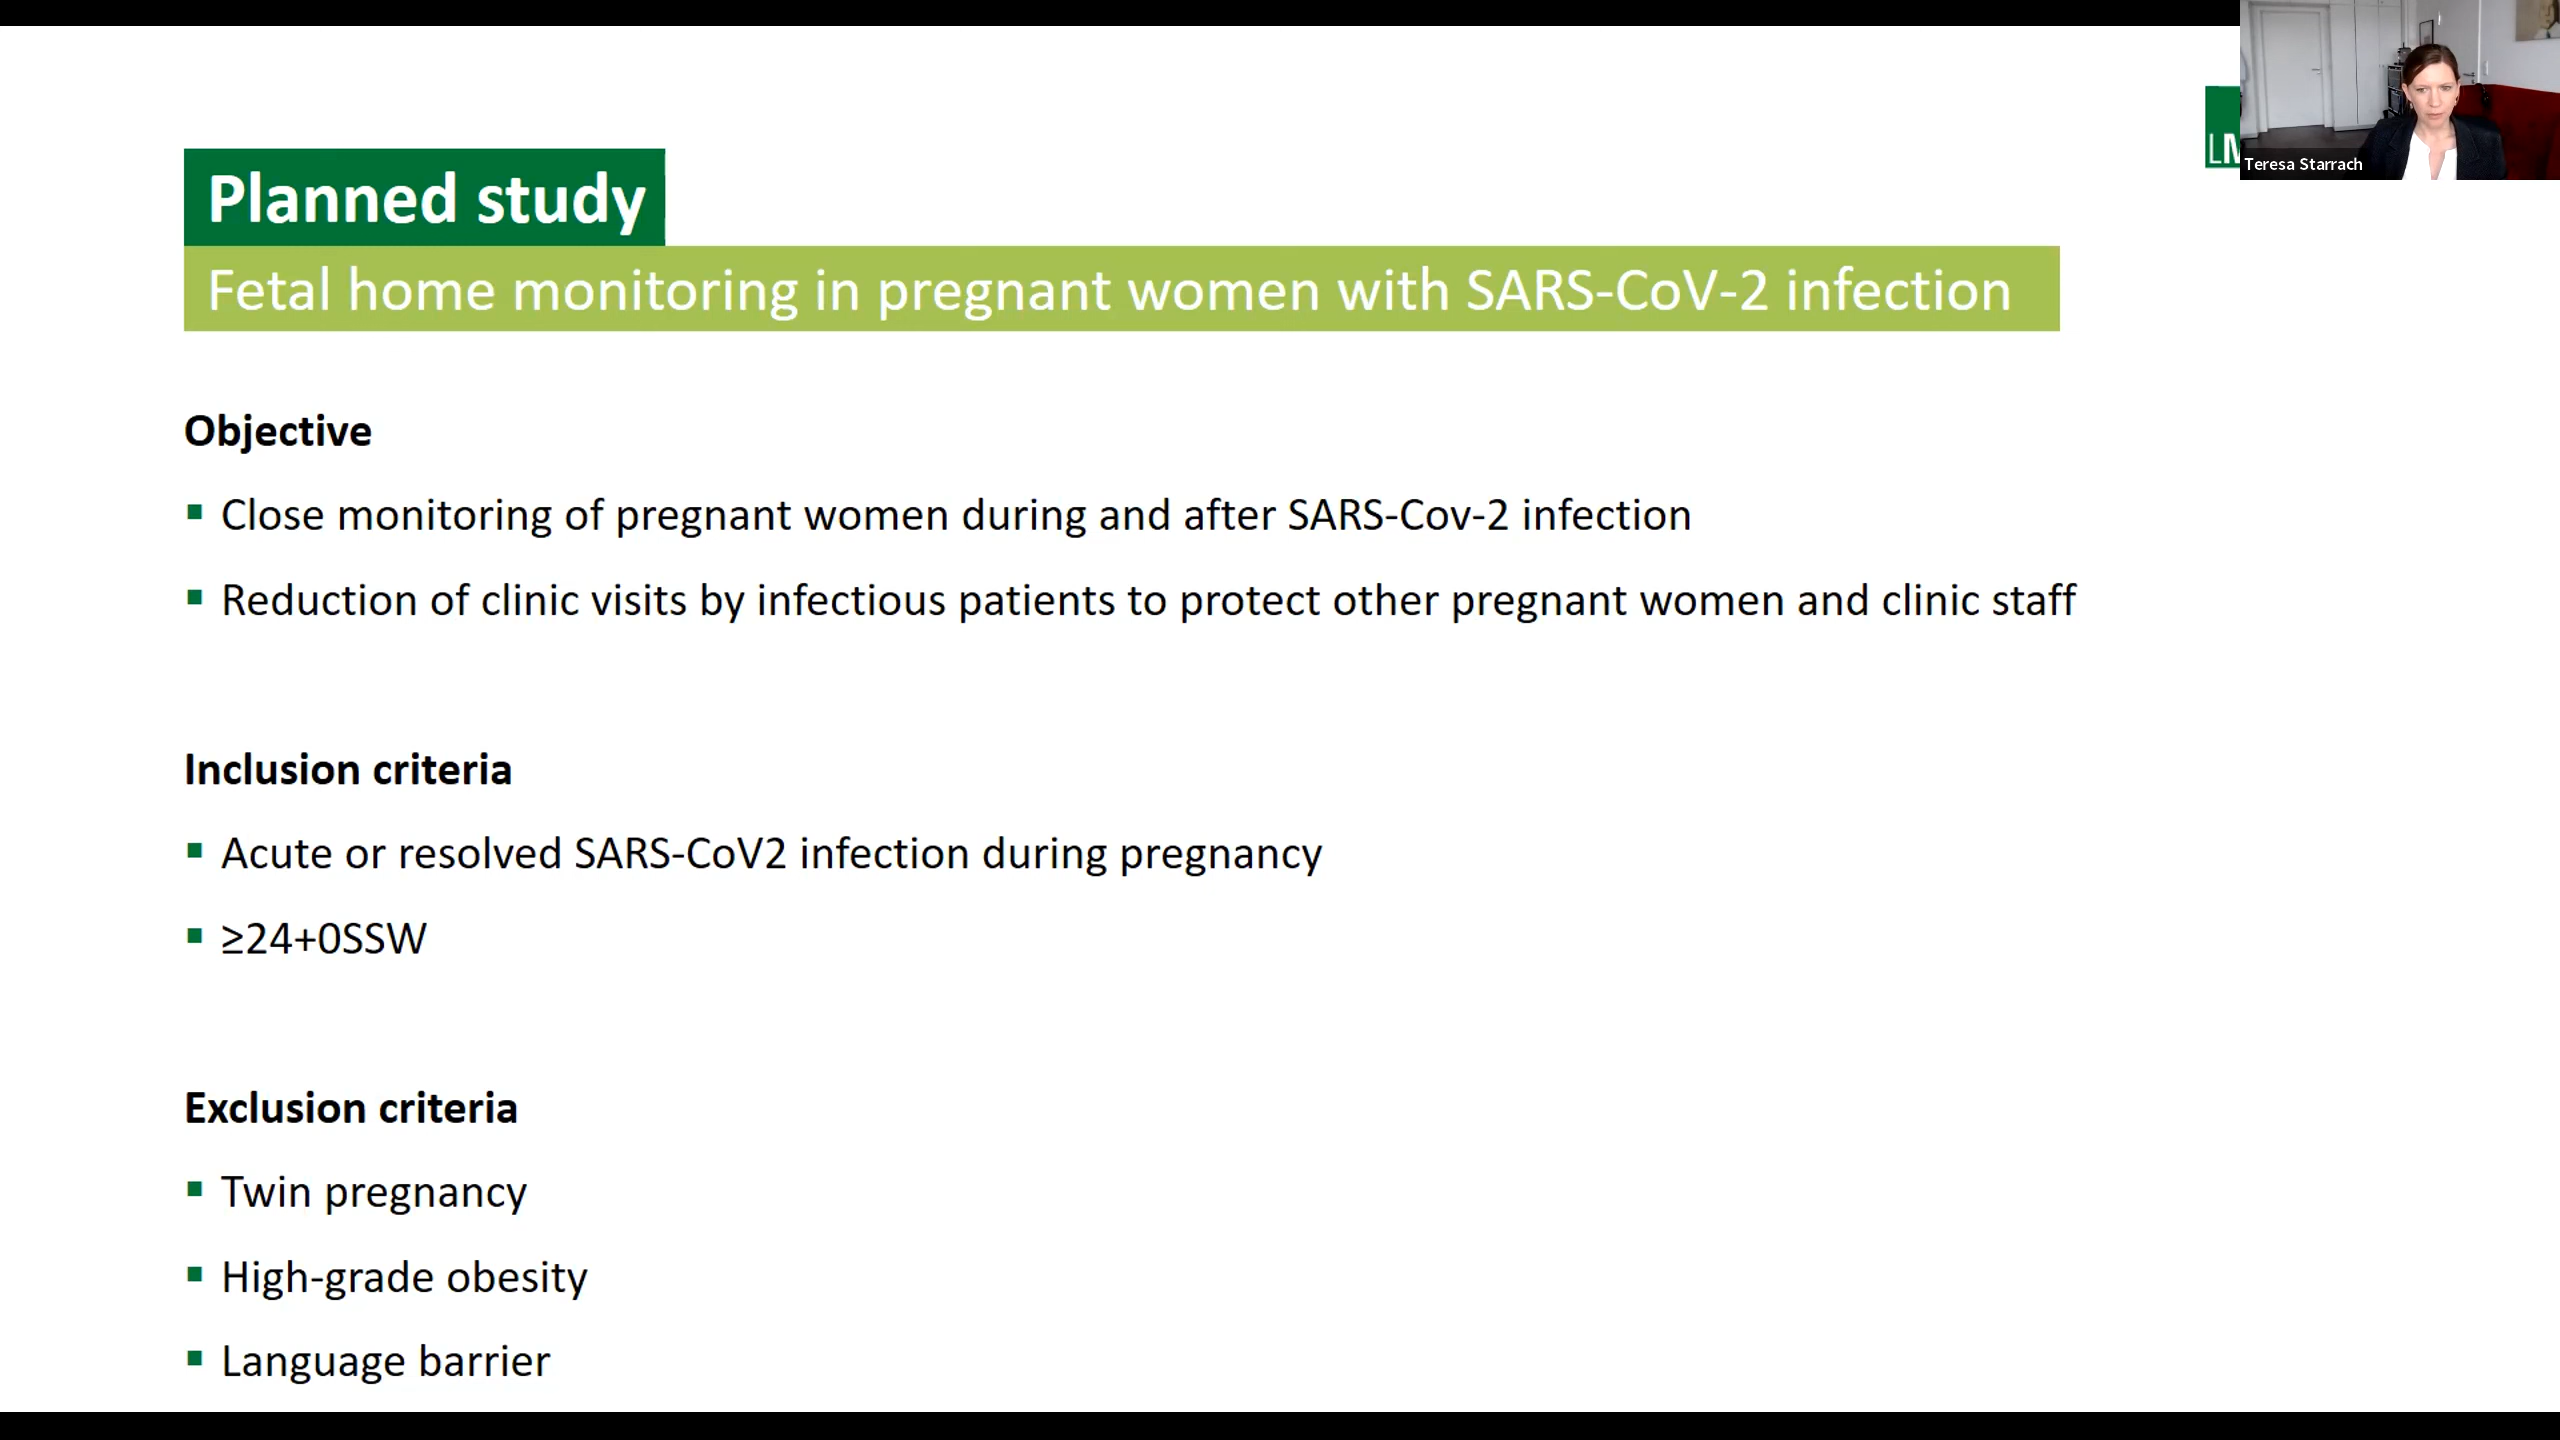 Planned study
Fetal home monitoring in pregnant women with SARS-CoV-2 infection
LM
Teresa Starrach
Objective
Close monitoring of pregnant women during and after SARS-Cov-2 infection
Reduction of clinic visits by infectious patients to protect other pregnant women and clinic staff
Inclusion criteria
Acute or resolved SARS-CoV2 infection during pregnancy
≥24+0SSW
Exclusion criteria
Twin pregnancy
High-grade obesity
Language barrier